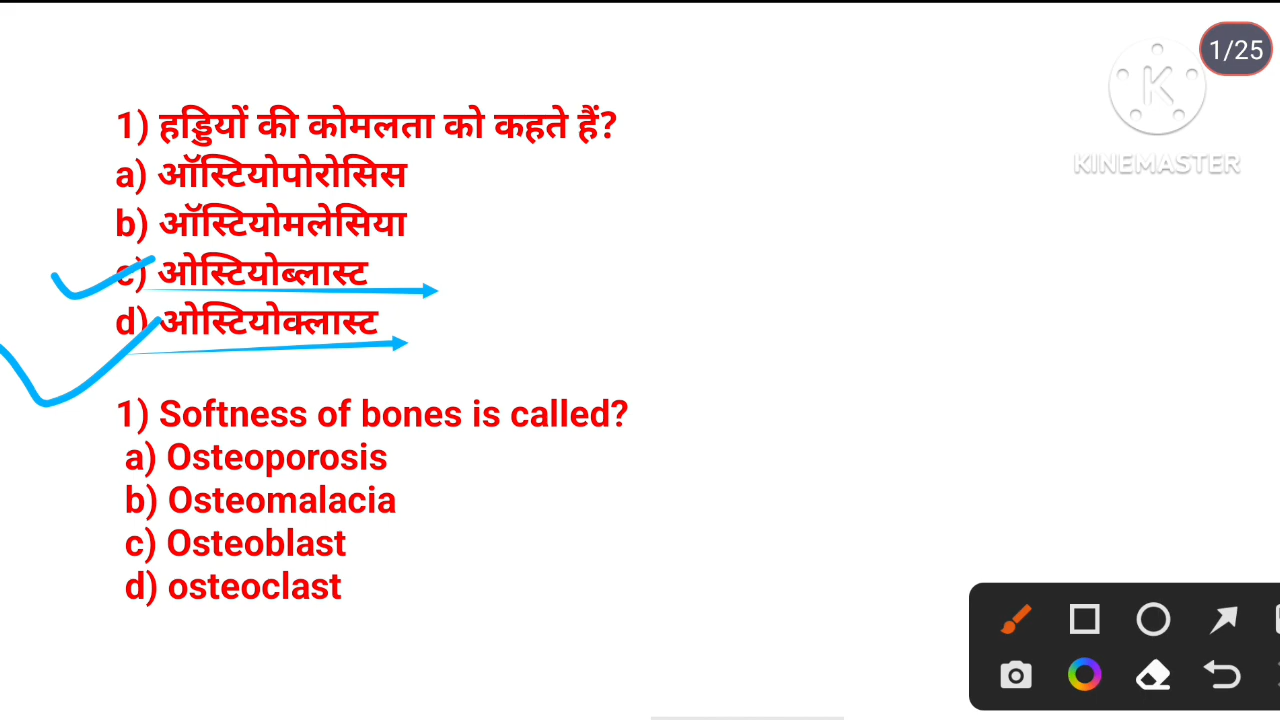 1/25
KINEMASTER
1) हड्डियों की कोमलता को कहते हैं?
a) ऑस्टियोपोरोसिस
b) ऑस्टियोमलेसिया
c) ओस्टियोब्लास्ट
d) ओस्टियोक्लास्ट
1) Softness of bones is called?
a) Osteoporosis
b) Osteomalacia
c) Osteoblast
d) osteoclast